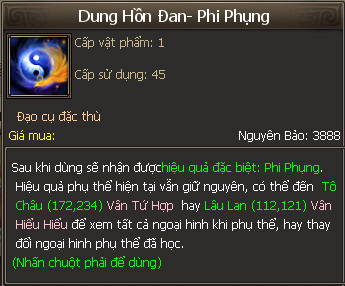 Dung Hồn Đan- Phi Phụng
Cấp vật phẩm: 1
Cấp sử dụng: 45
Đạo cụ đặc thù
Giá mua: Nguyên Bảo: 3888
Sau khi dùng sẽ nhận đượchiệu quả đặc biệt: Phi Phụng.
Hiệu quả phụ thể hiện tại vẫn giữ nguyên, có thể đến Tô
Châu (172,234) Vân Tứ Hợp hay Lâu Lan (112,121) Vân
Hiểu Hiểu để xem tất cả ngoại hinh khi phụ thể, hay thay
đổi ngoại hinh phụ thể đã học.
(Nhấn chuột phải để dùng)